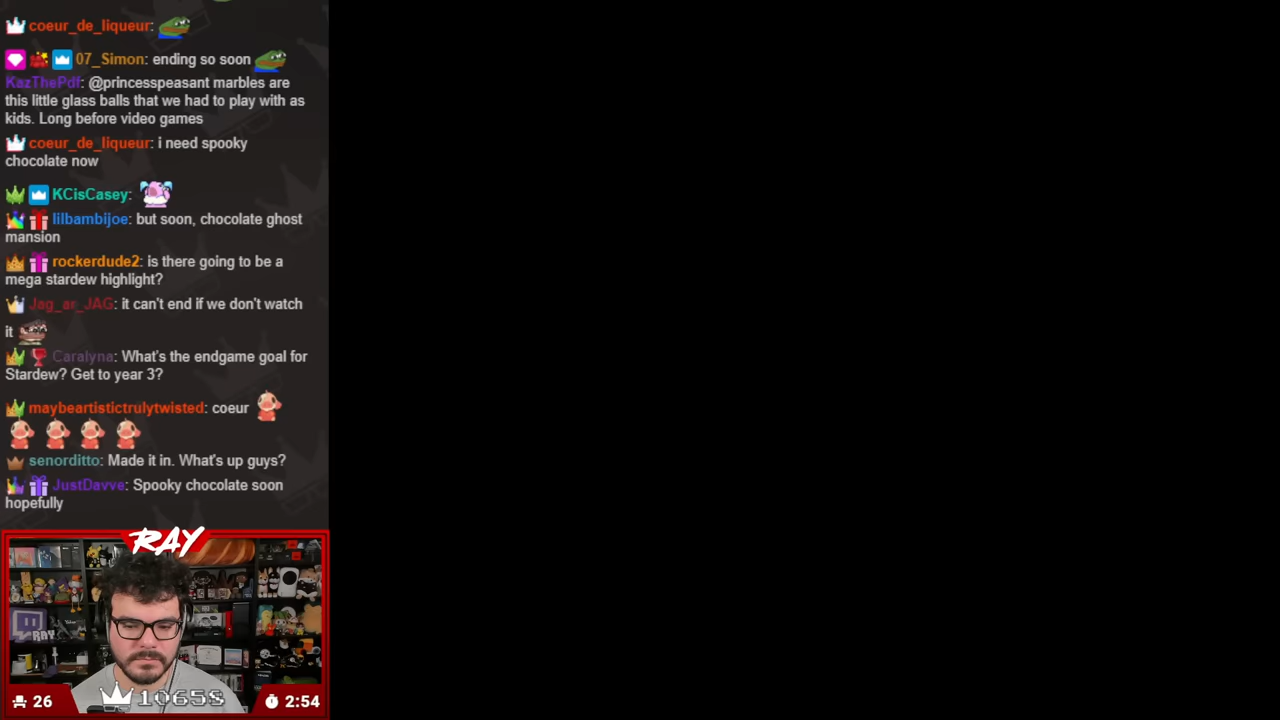 coeur_de_liqueur:
07_Simon: ending so soon
KazThePdf: @princesspeasant marbles are
this little glass balls that we had to play with as
kids. Long before video games
coeur_de_liqueur: i need spooky
chocolate now
KCisCasey:
lilbambijoe: but soon, chocolate ghost
mansion
rockerdude2: is there going to be a
mega stardew highlight?
Jag_ar_JAG: it can't end if we don't watch
it
Caralyna: What's the endgame goal for
Stardew? Get to year 3?
maybeartistictrulytwisted: coeur
senorditto: Made it in. What's up guys?
JustDavve: Spooky chocolate soon
hopefully
RAY
RAY
26
10658
2:54